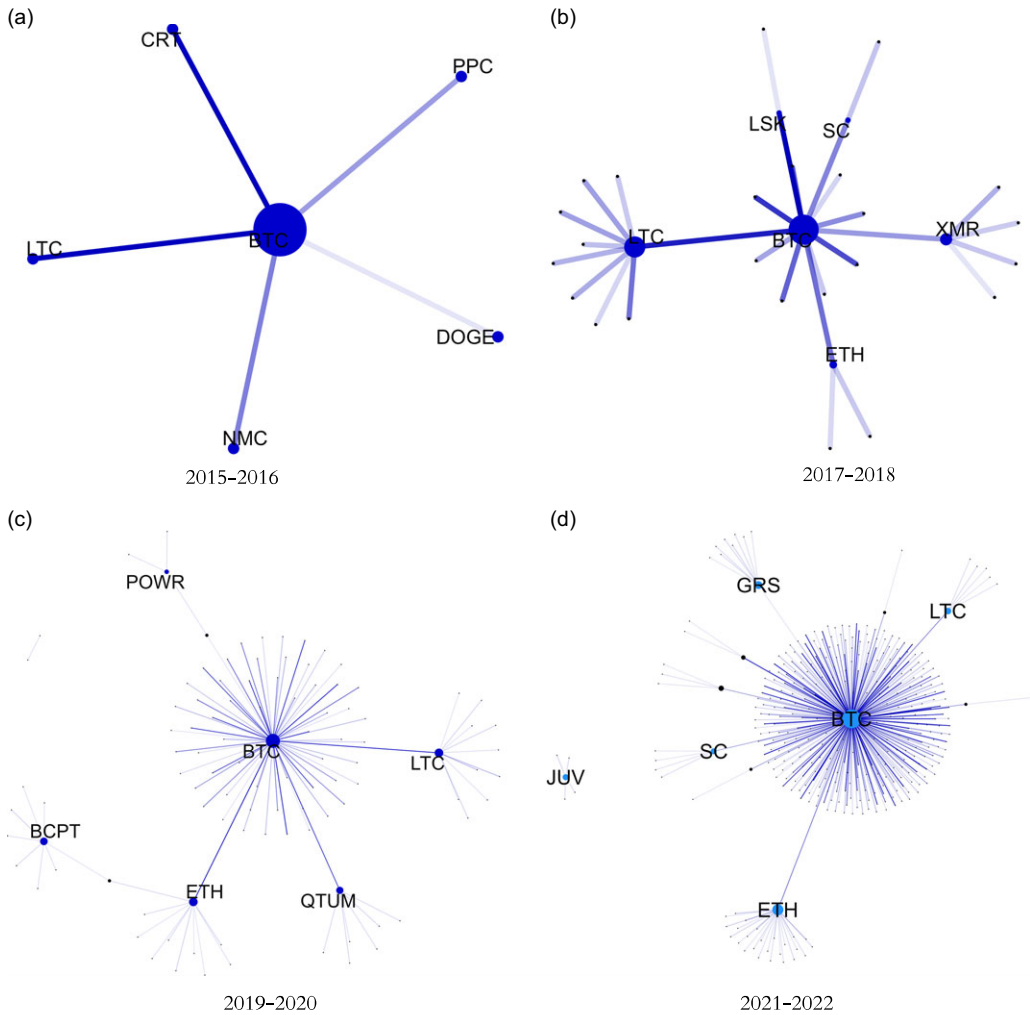 (a)
CRT
PPC
BTC
LTC
DOGE
NMC
2015–2016
(b)
LSK
SC
LTC
BTC
XMR
ETH
2017–2018
(c)
POWR
BTC
LTC
BCPT
ETH
QTUM
2019–2020
(d)
GRS
LTC
BTC
SC
JUV
ETH
2021–2022